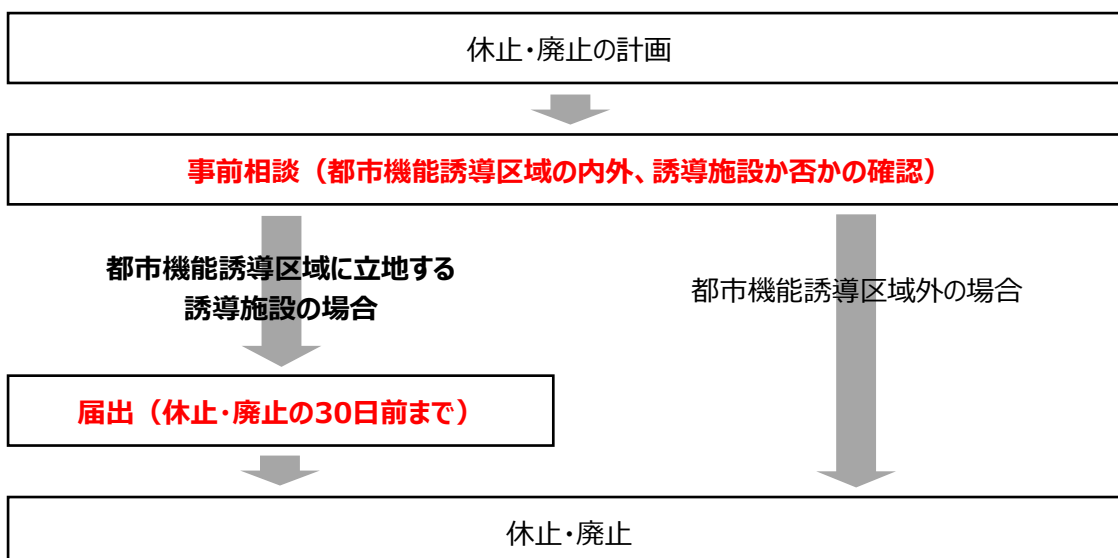 休止・廃止の計画
事前相談（都市機能誘導区域の内外、誘導施設か否かの確認）
都市機能誘導区域に立地する
誘導施設の場合
都市機能誘導区域外の場合
届出（休止・廃止の30日前まで）
休止・廃止